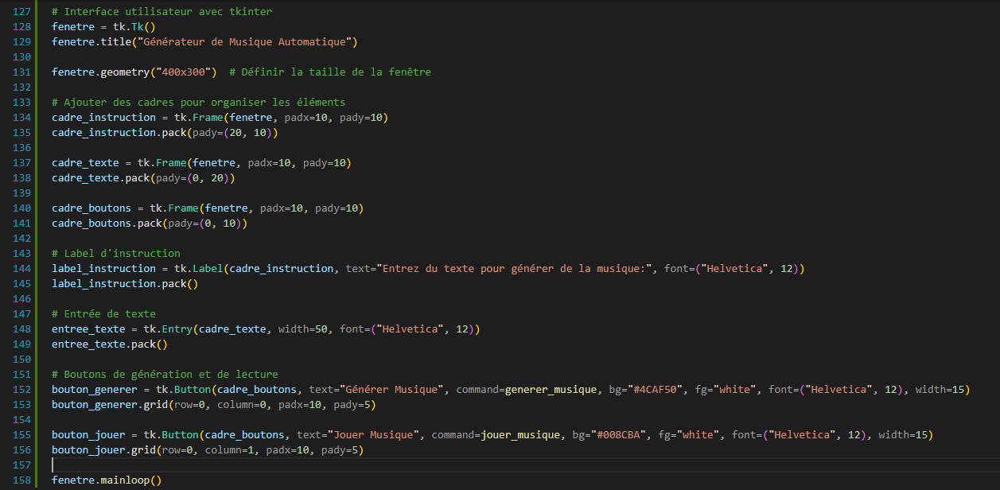 127 # Interface utilisateur avec tkinter
128 fenetre = tk.Tk()
129 fenetre.title("Générateur de Musique Automatique")
130
131 fenetre.geometry("400x300")  # Définir la taille de la fenêtre
132
133 # Ajouter des cadres pour organiser les éléments
134 cadre_instruction = tk.Frame(fenetre, padx=10, pady=10)
135 cadre_instruction.pack(pady=(20, 10))
136
137 cadre_texte = tk.Frame(fenetre, padx=10, pady=10)
138 cadre_texte.pack(pady=(0, 20))
139
140 cadre_boutons = tk.Frame(fenetre, padx=10, pady=10)
141 cadre_boutons.pack(pady=(0, 10))
142
143 # Label d'instruction
144 label_instruction = tk.Label(cadre_instruction, text="Entrez du texte pour générer de la musique:", font=("Helvetica", 12))
145 label_instruction.pack()
146
147 # Entrée de texte
148 entree_texte = tk.Entry(cadre_texte, width=50, font=("Helvetica", 12))
149 entree_texte.pack()
150
151 # Boutons de génération et de lecture
152 bouton_generer = tk.Button(cadre_boutons, text="Générer Musique", command=generer_musique, bg="#4CAF50", fg="white", font=("Helvetica", 12), width=15)
153 bouton_generer.grid(row=0, column=0, padx=10, pady=5)
154
155 bouton_jouer = tk.Button(cadre_boutons, text="Jouer Musique", command=jouer_musique, bg="#008CBA", fg="white", font=("Helvetica", 12), width=15)
156 bouton_jouer.grid(row=0, column=1, padx=10, pady=5)
157
158 fenetre.mainloop()